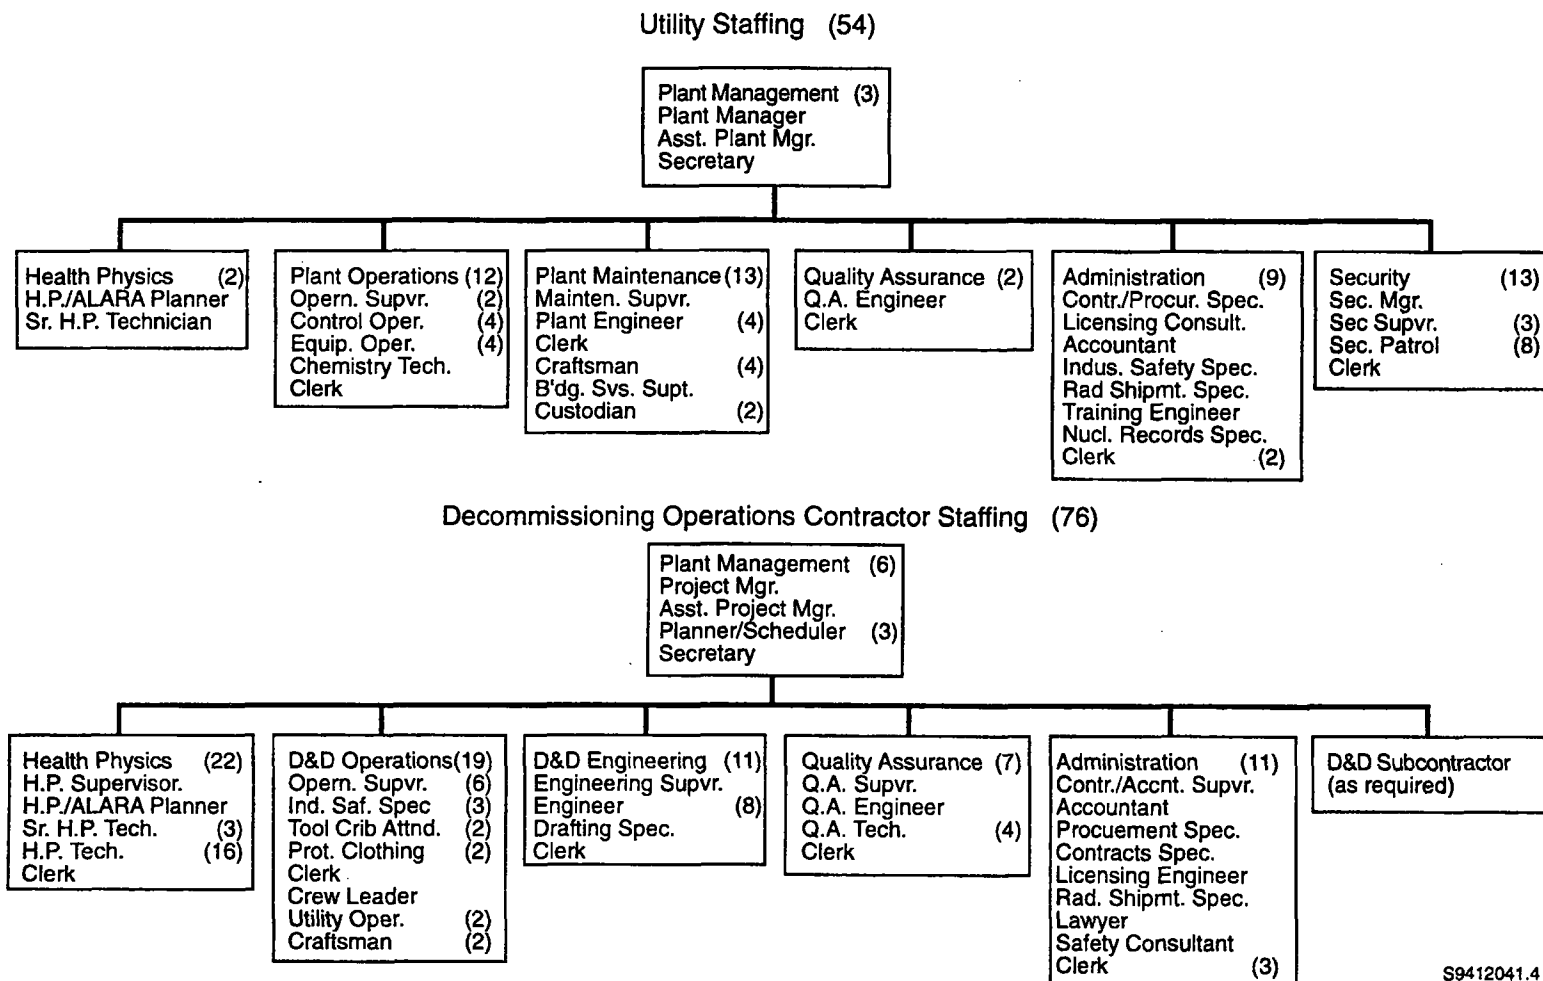 Utility Staffing (54)
Plant Management (3)
Plant Manager
Asst. Plant Mgr.
Secretary
Health Physics (2)
H.P./ALARA Planner
Sr. H.P. Technician
Plant Operations (12)
Opern. Supvr. (2)
Control Oper. (4)
Equip. Oper. (4)
Chemistry Tech.
Clerk
Plant Maintenance (13)
Mainten. Supvr.
Plant Engineer (4)
Clerk
Craftsman (4)
B'dg. Svs. Supt.
Custodian (2)
Quality Assurance (2)
Q.A. Engineer
Clerk
Administration (9)
Contr./Procur. Spec.
Licensing Consult.
Accountant
Indus. Safety Spec.
Rad Shipmt. Spec.
Training Engineer
Nucl. Records Spec.
Clerk (2)
Security (13)
Sec. Mgr.
Sec Supvr. (3)
Sec. Patrol (8)
Clerk
Decommissioning Operations Contractor Staffing (76)
Plant Management (6)
Project Mgr.
Asst. Project Mgr.
Planner/Scheduler (3)
Secretary
Health Physics (22)
H.P. Supervisor.
H.P./ALARA Planner
Sr. H.P. Tech. (3)
H.P. Tech. (16)
Clerk
D&D Operations (19)
Opern. Supvr. (6)
Ind. Saf. Spec (3)
Tool Crib Attnd. (2)
Prot. Clothing (2)
Clerk
Crew Leader
Utility Oper. (2)
Craftsman (2)
D&D Engineering (11)
Engineering Supvr.
Engineer (8)
Drafting Spec.
Clerk
Quality Assurance (7)
Q.A. Supvr.
Q.A. Engineer
Q.A. Tech. (4)
Clerk
Administration (11)
Contr./Accnt. Supvr.
Accountant
Procuement Spec.
Contracts Spec.
Licensing Engineer
Rad. Shipmt. Spec.
Lawyer
Safety Consultant
Clerk (3)
D&D Subcontractor
(as required)
S9412041.4